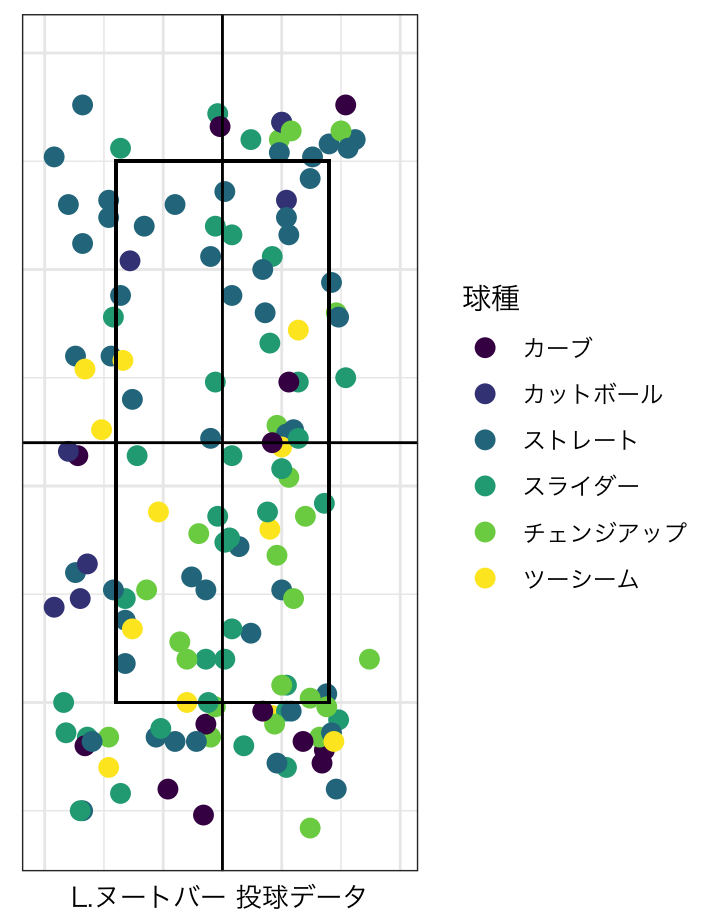 球種
カーブ
カットボール
ストレート
スライダー
チェンジアップ
ツーシーム
L.ヌートバー 投球データ